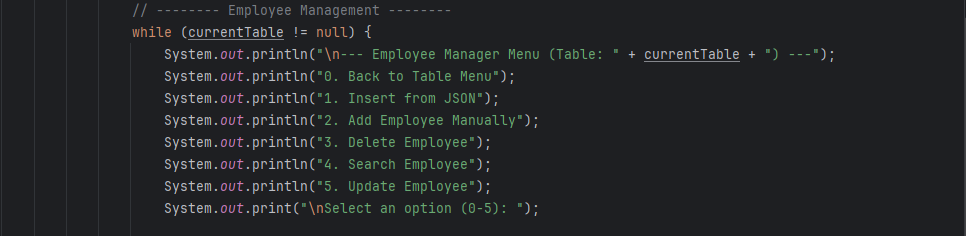 // -------- Employee Management --------
while (currentTable != null) {
System.out.println("\n--- Employee Manager Menu (Table: " + currentTable + ") ---");
System.out.println("0. Back to Table Menu");
System.out.println("1. Insert from JSON");
System.out.println("2. Add Employee Manually");
System.out.println("3. Delete Employee");
System.out.println("4. Search Employee");
System.out.println("5. Update Employee");
System.out.print("\nSelect an option (0-5): ");